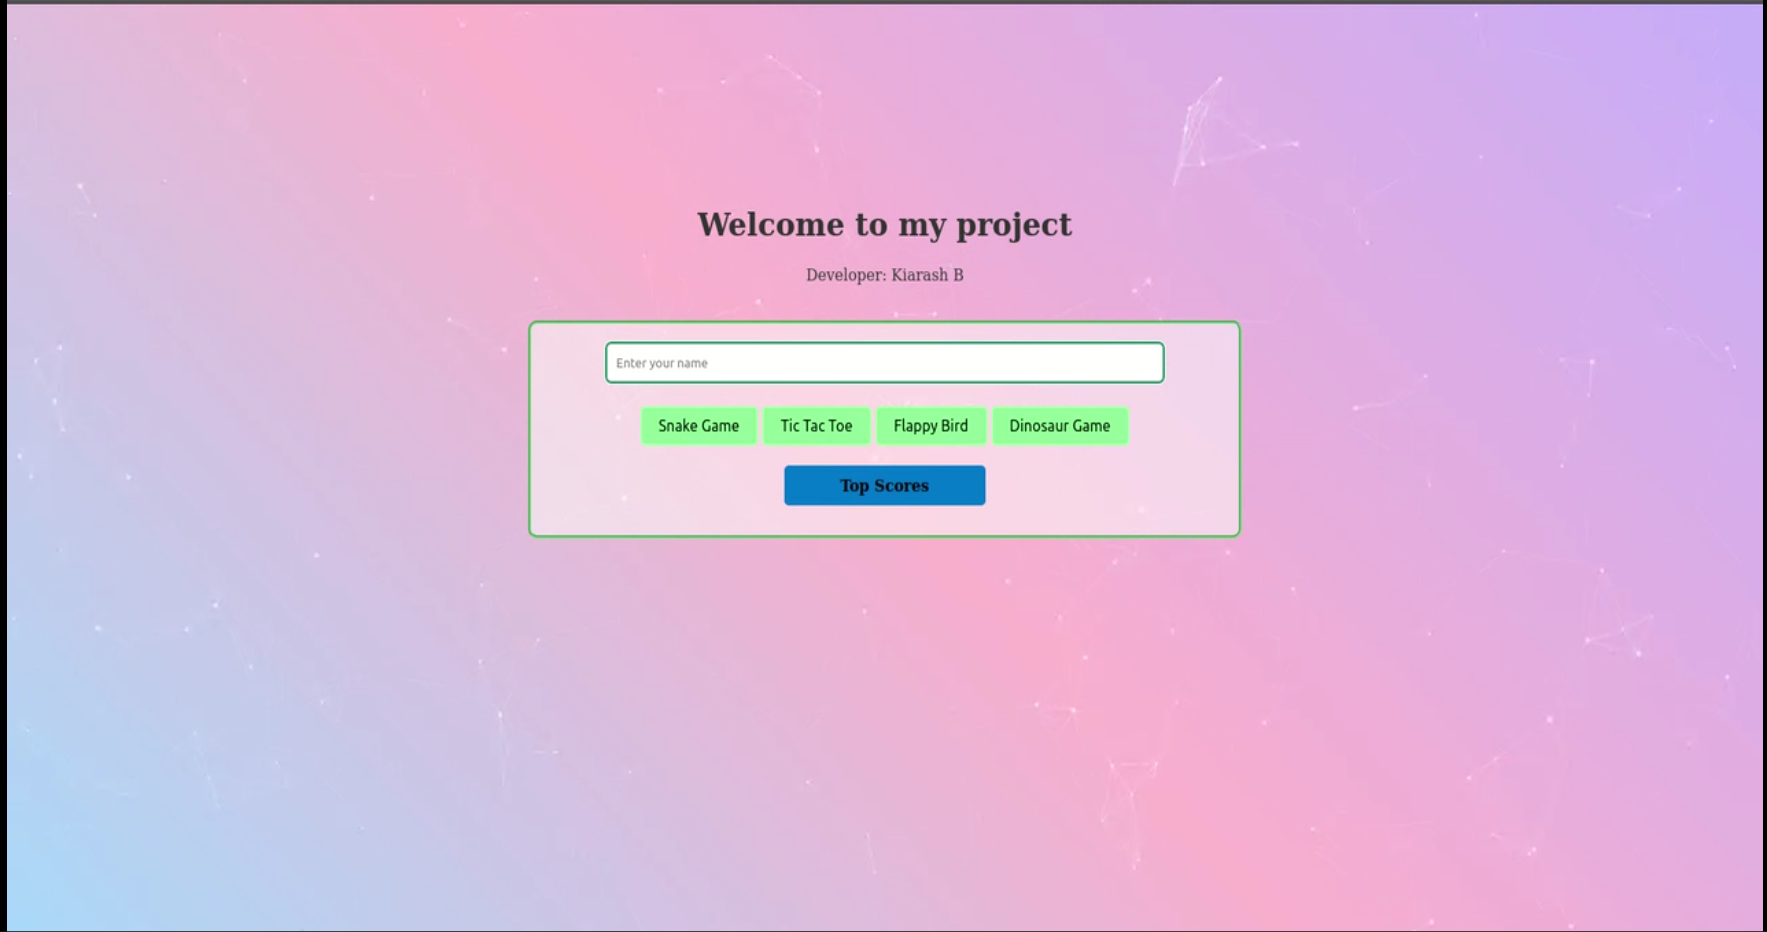 Welcome to my project
Developer: Kiarash B
Enter your name
Snake Game Tic Tac Toe Flappy Bird Dinosaur Game
Top Scores